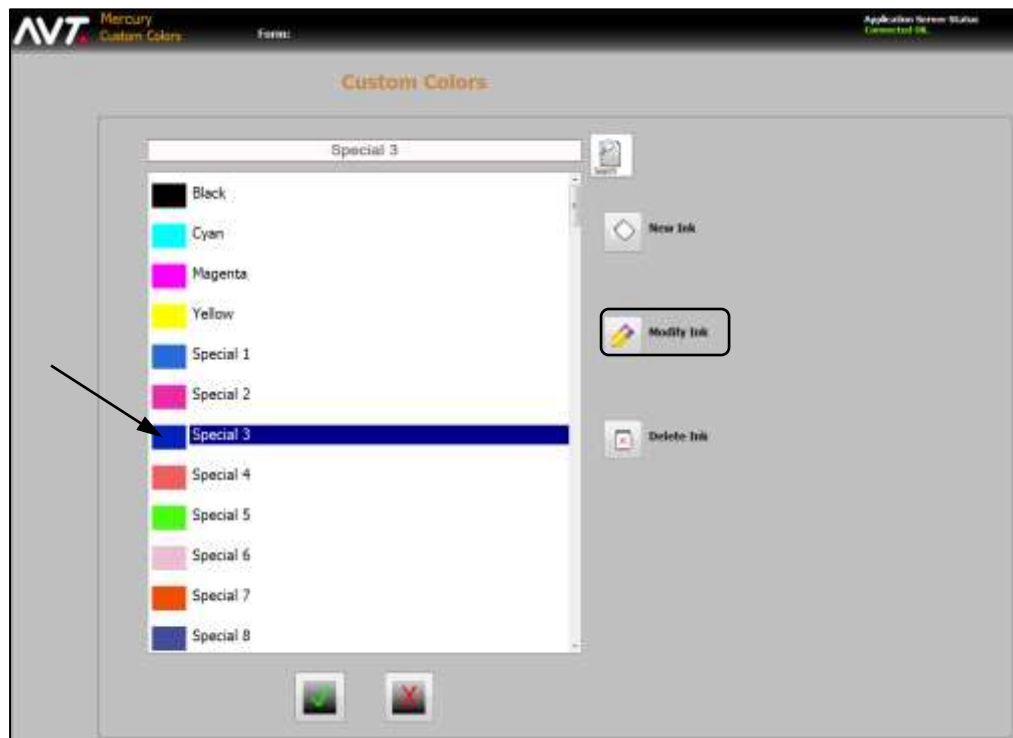 AVT
Mercury
Custom Colors
Form:
Application Server Status
Connected OK.
Custom Colors
Special 3
Search
Black
Cyan
Magenta
Yellow
Special 1
Special 2
Special 3
Special 4
Special 5
Special 6
Special 7
Special 8
New Ink
Modify Ink
Delete Ink